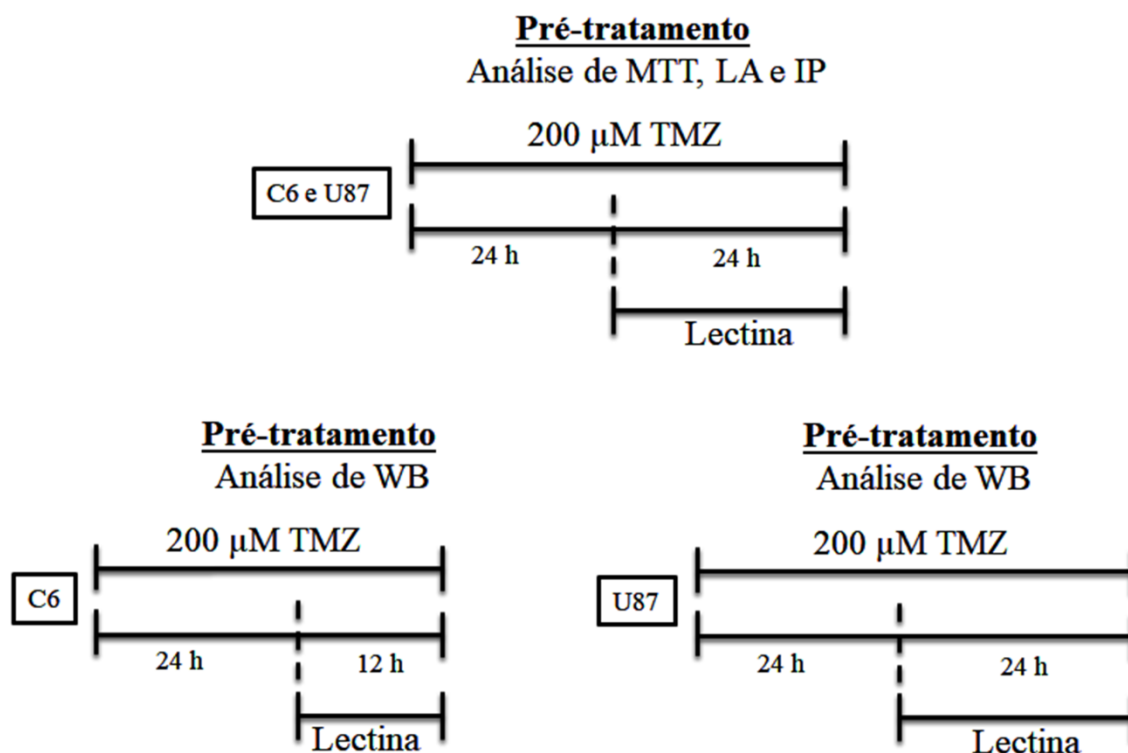 Pré-tratamento
Análise de MTT, LA e IP
200 μM TMZ
C6 e U87
24 h
24 h
Lectina
Pré-tratamento
Análise de WB
200 μM TMZ
C6
24 h
12 h
Lectina
Pré-tratamento
Análise de WB
200 μM TMZ
U87
24 h
24 h
Lectina